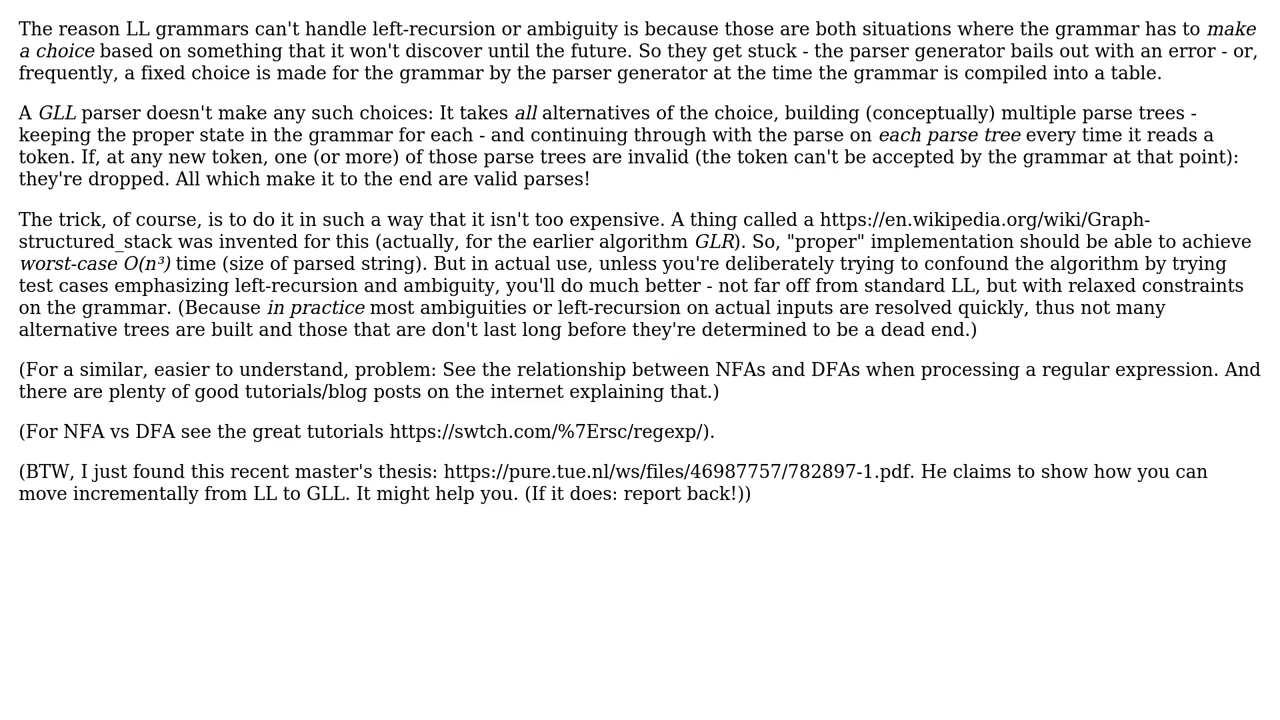 The reason LL grammars can't handle left-recursion or ambiguity is because those are both situations where the grammar has to make
a choice based on something that it won't discover until the future. So they get stuck - the parser generator bails out with an error - or,
frequently, a fixed choice is made for the grammar by the parser generator at the time the grammar is compiled into a table.
A GLL parser doesn't make any such choices: It takes all alternatives of the choice, building (conceptually) multiple parse trees -
keeping the proper state in the grammar for each - and continuing through with the parse on each parse tree every time it reads a
token. If, at any new token, one (or more) of those parse trees are invalid (the token can't be accepted by the grammar at that point):
they're dropped. All which make it to the end are valid parses!
The trick, of course, is to do it in such a way that it isn't too expensive. A thing called a https://en.wikipedia.org/wiki/Graph-
structured_stack was invented for this (actually, for the earlier algorithm GLR). So, "proper" implementation should be able to achieve
worst-case O(n³) time (size of parsed string). But in actual use, unless you're deliberately trying to confound the algorithm by trying
test cases emphasizing left-recursion and ambiguity, you'll do much better - not far off from standard LL, but with relaxed constraints
on the grammar. (Because in practice most ambiguities or left-recursion on actual inputs are resolved quickly, thus not many
alternative trees are built and those that are don't last long before they're determined to be a dead end.)
(For a similar, easier to understand, problem: See the relationship between NFAs and DFAs when processing a regular expression. And
there are plenty of good tutorials/blog posts on the internet explaining that.)
(For NFA vs DFA see the great tutorials https://swtch.com/%7Ersc/regexp/).
(BTW, I just found this recent master's thesis: https://pure.tue.nl/ws/files/46987757/782897-1.pdf. He claims to show how you can
move incrementally from LL to GLL. It might help you. (If it does: report back!))